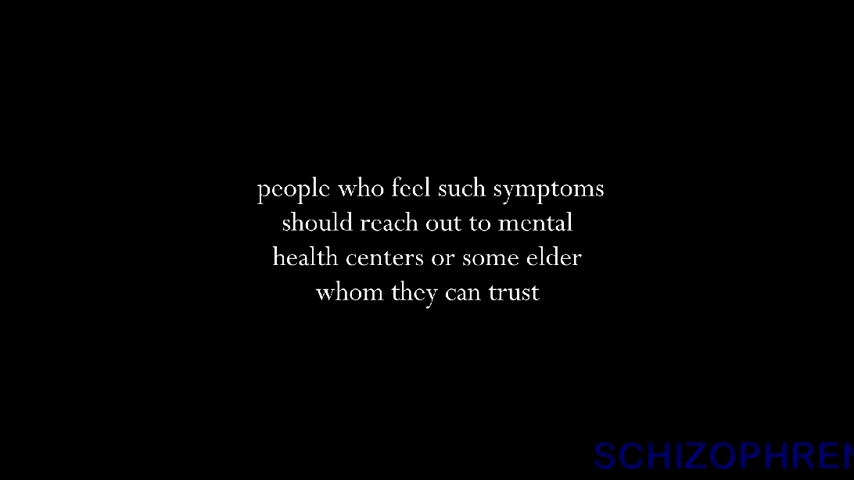 people who feel such symptoms
should reach out to mental
health centers or some elder
whom they can trust
SCHIZOPHREN